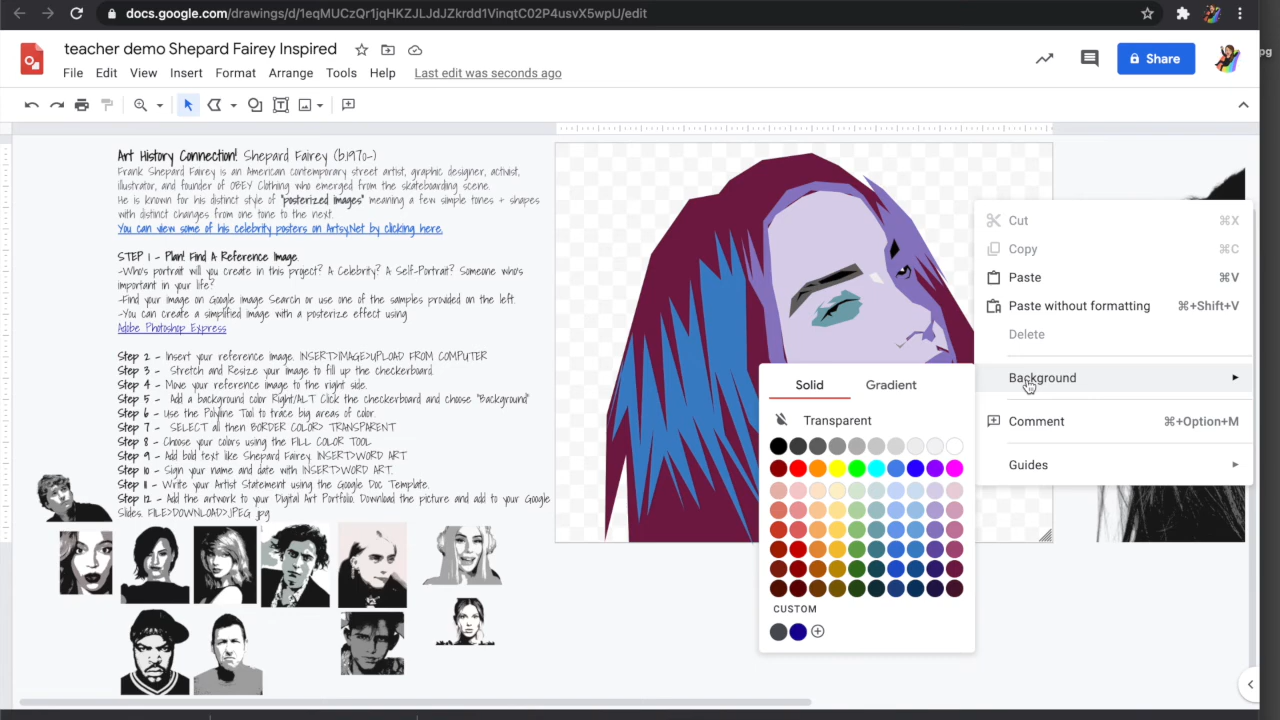 docs.google.com/drawings/d/1eqMUCzQr1jqHKZJLJdJZkrdd1VinqtC02P4usvX5wpU/edit
pg
teacher demo Shepard Fairey Inspired
File Edit View Insert Format Arrange Tools Help Last edit was seconds ago
Share
Art History Connection! Shepard Fairey (b.1970-)
Frank Shepard Fairey is an American contemporary street artist, graphic designer, activist,
illustrator, and founder of OBEY Clothing who emerged from the skateboarding scene.
He is known for his distinct style of "posterized images" meaning a few simple tones + shapes
with distinct changes from one tone to the next.
You can view some of his celebrity posters on Artsy.Net by clicking here.
STEP 1 - Plan! Find A Reference Image.
-Who's portrait will you create in this project? A Celebrity? A Self-Portrait? Someone who's
important in your life?
-Find your image on Google Image Search or use one of the samples provided on the left.
-You can create a simplified image with a posterize effect using
Adobe Photoshop Express
Step 2 - Insert your reference image. INSERT>IMAGE>UPLOAD FROM COMPUTER
Step 3 - Stretch and Resize your image to fill up the checkerboard.
Step 4 - Move your reference image to the right side.
Step 5 - Add a background color Right/ALT Click the checkerboard and choose "Background"
Step 6 - Use the Polyline Tool to trace big areas of color.
Step 7 - SELECT all then BORDER COLOR> TRANSPARENT
Step 8 - Choose your colors using the FILL COLOR TOOL
Step 9 - Add bold text like Shepard Fairey. INSERT>WORD ART
Step 10 - Sign your name and date with INSERT>WORD ART.
Step 11 - Write your Artist Statement using the Google Doc Template.
Step 12 - Add the artwork to your Digital Art Portfolio. Download the picture and add to your Google
Slides. FILE>DOWNLOAD>JPEG .jpg
Cut ⌘X
Copy ⌘C
Paste ⌘V
Paste without formatting ⌘+Shift+V
Delete
Background
Comment ⌘+Option+M
Guides
Solid Gradient
Transparent
CUSTOM